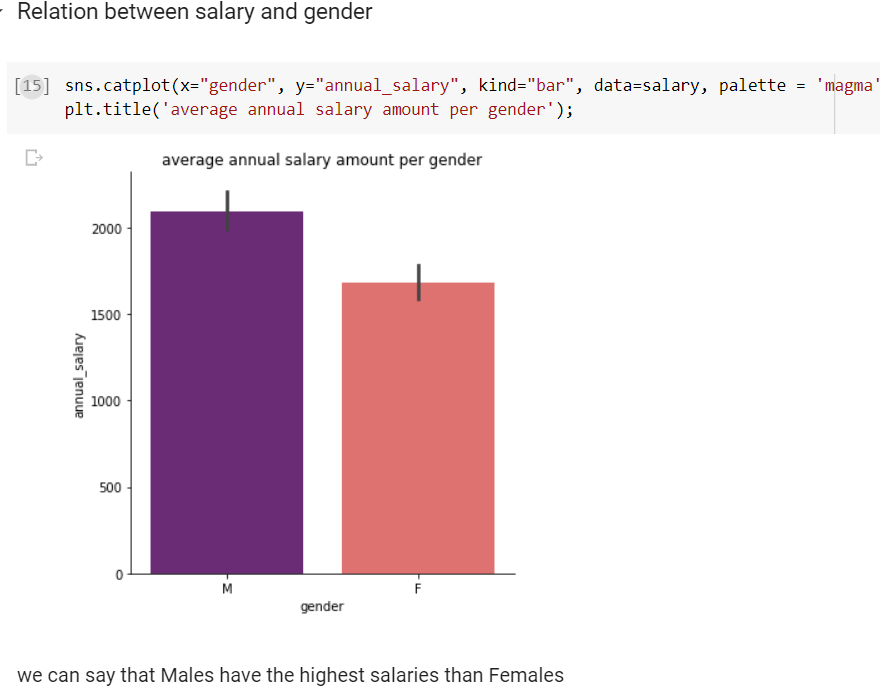 Relation between salary and gender
[15] sns.catplot(x="gender", y="annual_salary", kind="bar", data=salary, palette = 'magma'
plt.title('average annual salary amount per gender');
average annual salary amount per gender
2000
1500
1000
500
0
annual_salary
M F
gender
we can say that Males have the highest salaries than Females